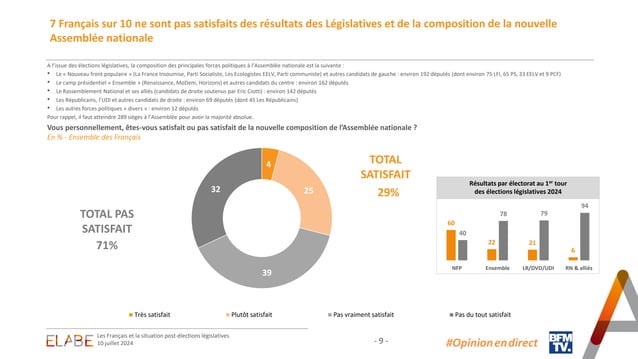 7 Français sur 10 ne sont pas satisfaits des résultats des Législatives et de la composition de la nouvelle
Assemblée nationale
A l'issue des élections législatives, la composition des principales forces politiques à l'Assemblée nationale est la suivante :
• Le « Nouveau front populaire » (La France Insoumise, Parti Socialiste, Les Ecologistes EELV, Parti communiste) et autres candidats de gauche : environ 192 députés (dont environ 75 LFI, 65 PS, 33 EELV et 9 PCF)
• Le camp présidentiel « Ensemble » (Renaissance, MoDem, Horizons) et autres candidats du centre : environ 162 députés
• Le Rassemblement National et ses alliés (candidats de droite soutenus par Eric Ciotti) : environ 142 députés
• Les Républicains, l'UDI et autres candidats de droite : environ 69 députés (dont 45 Les Républicains)
• Les autres forces politiques « divers » : environ 12 députés
Pour rappel, il faut atteindre 289 sièges à l'Assemblée pour avoir la majorité absolue.
Vous personnellement, êtes-vous satisfait ou pas satisfait de la nouvelle composition de l'Assemblée nationale ?
En % - Ensemble des Français
4
25
39
32
TOTAL
SATISFAIT
29%
TOTAL PAS
SATISFAIT
71%
Résultats par électorat au 1er tour
des élections législatives 2024
60
40
22
78
21
79
6
94
NFP
Ensemble
LR/DVD/UDI
RN & alliés
Très satisfait
Plutôt satisfait
Pas vraiment satisfait
Pas du tout satisfait
ELABE
Les Français et la situation post-élections législatives
10 juillet 2024
- 9 -
#Opinion en direct
BFM
TV.